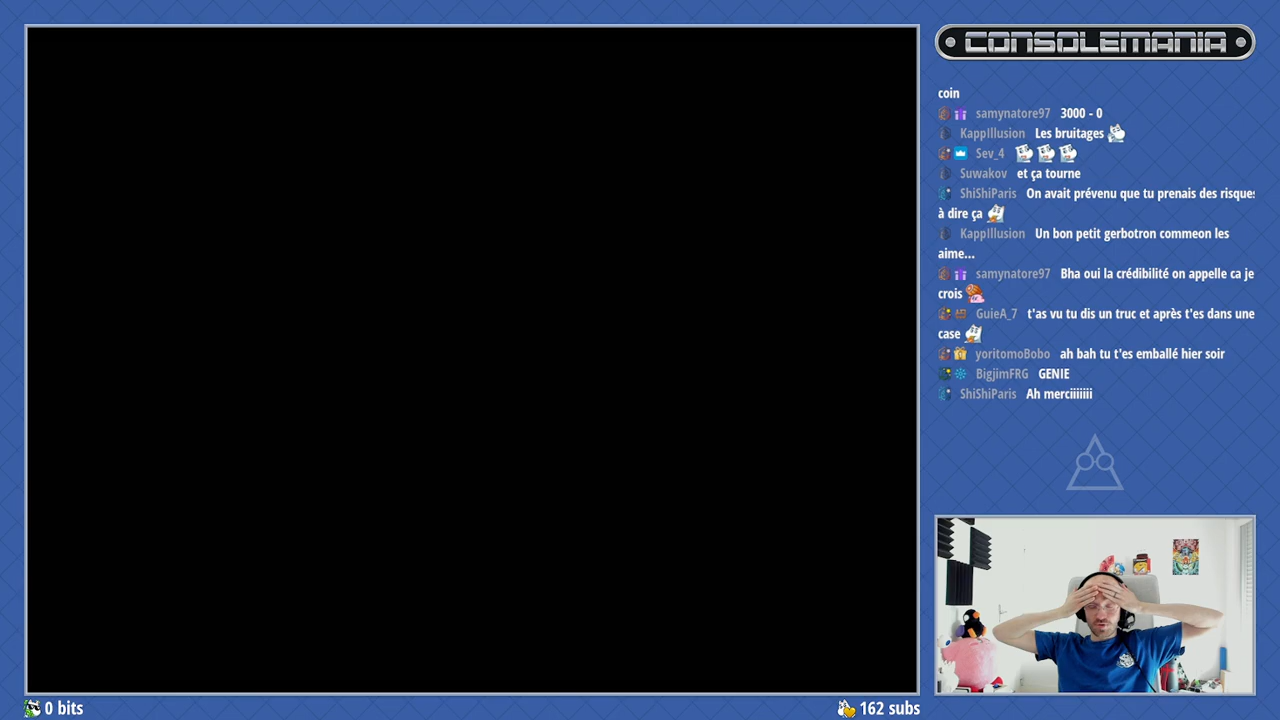 CONSOLEMANIA
coin
samynatore97 3000 - 0
KappIllusion Les bruitages
Sev_4
Suwakov et ça tourne
ShiShiParis On avait prévenu que tu prenais des risques
à dire ça
KappIllusion Un bon petit gerbotron commeon les
aime...
samynatore97 Bha oui la crédibilité on appelle ca je
crois
GuieA_7 t'as vu tu dis un truc et après t'es dans une
case
yoritomoBobo ah bah tu t'es emballé hier soir
BigjimFRG GENIE
ShiShiParis Ah merciiiiiii
0 bits
162 subs